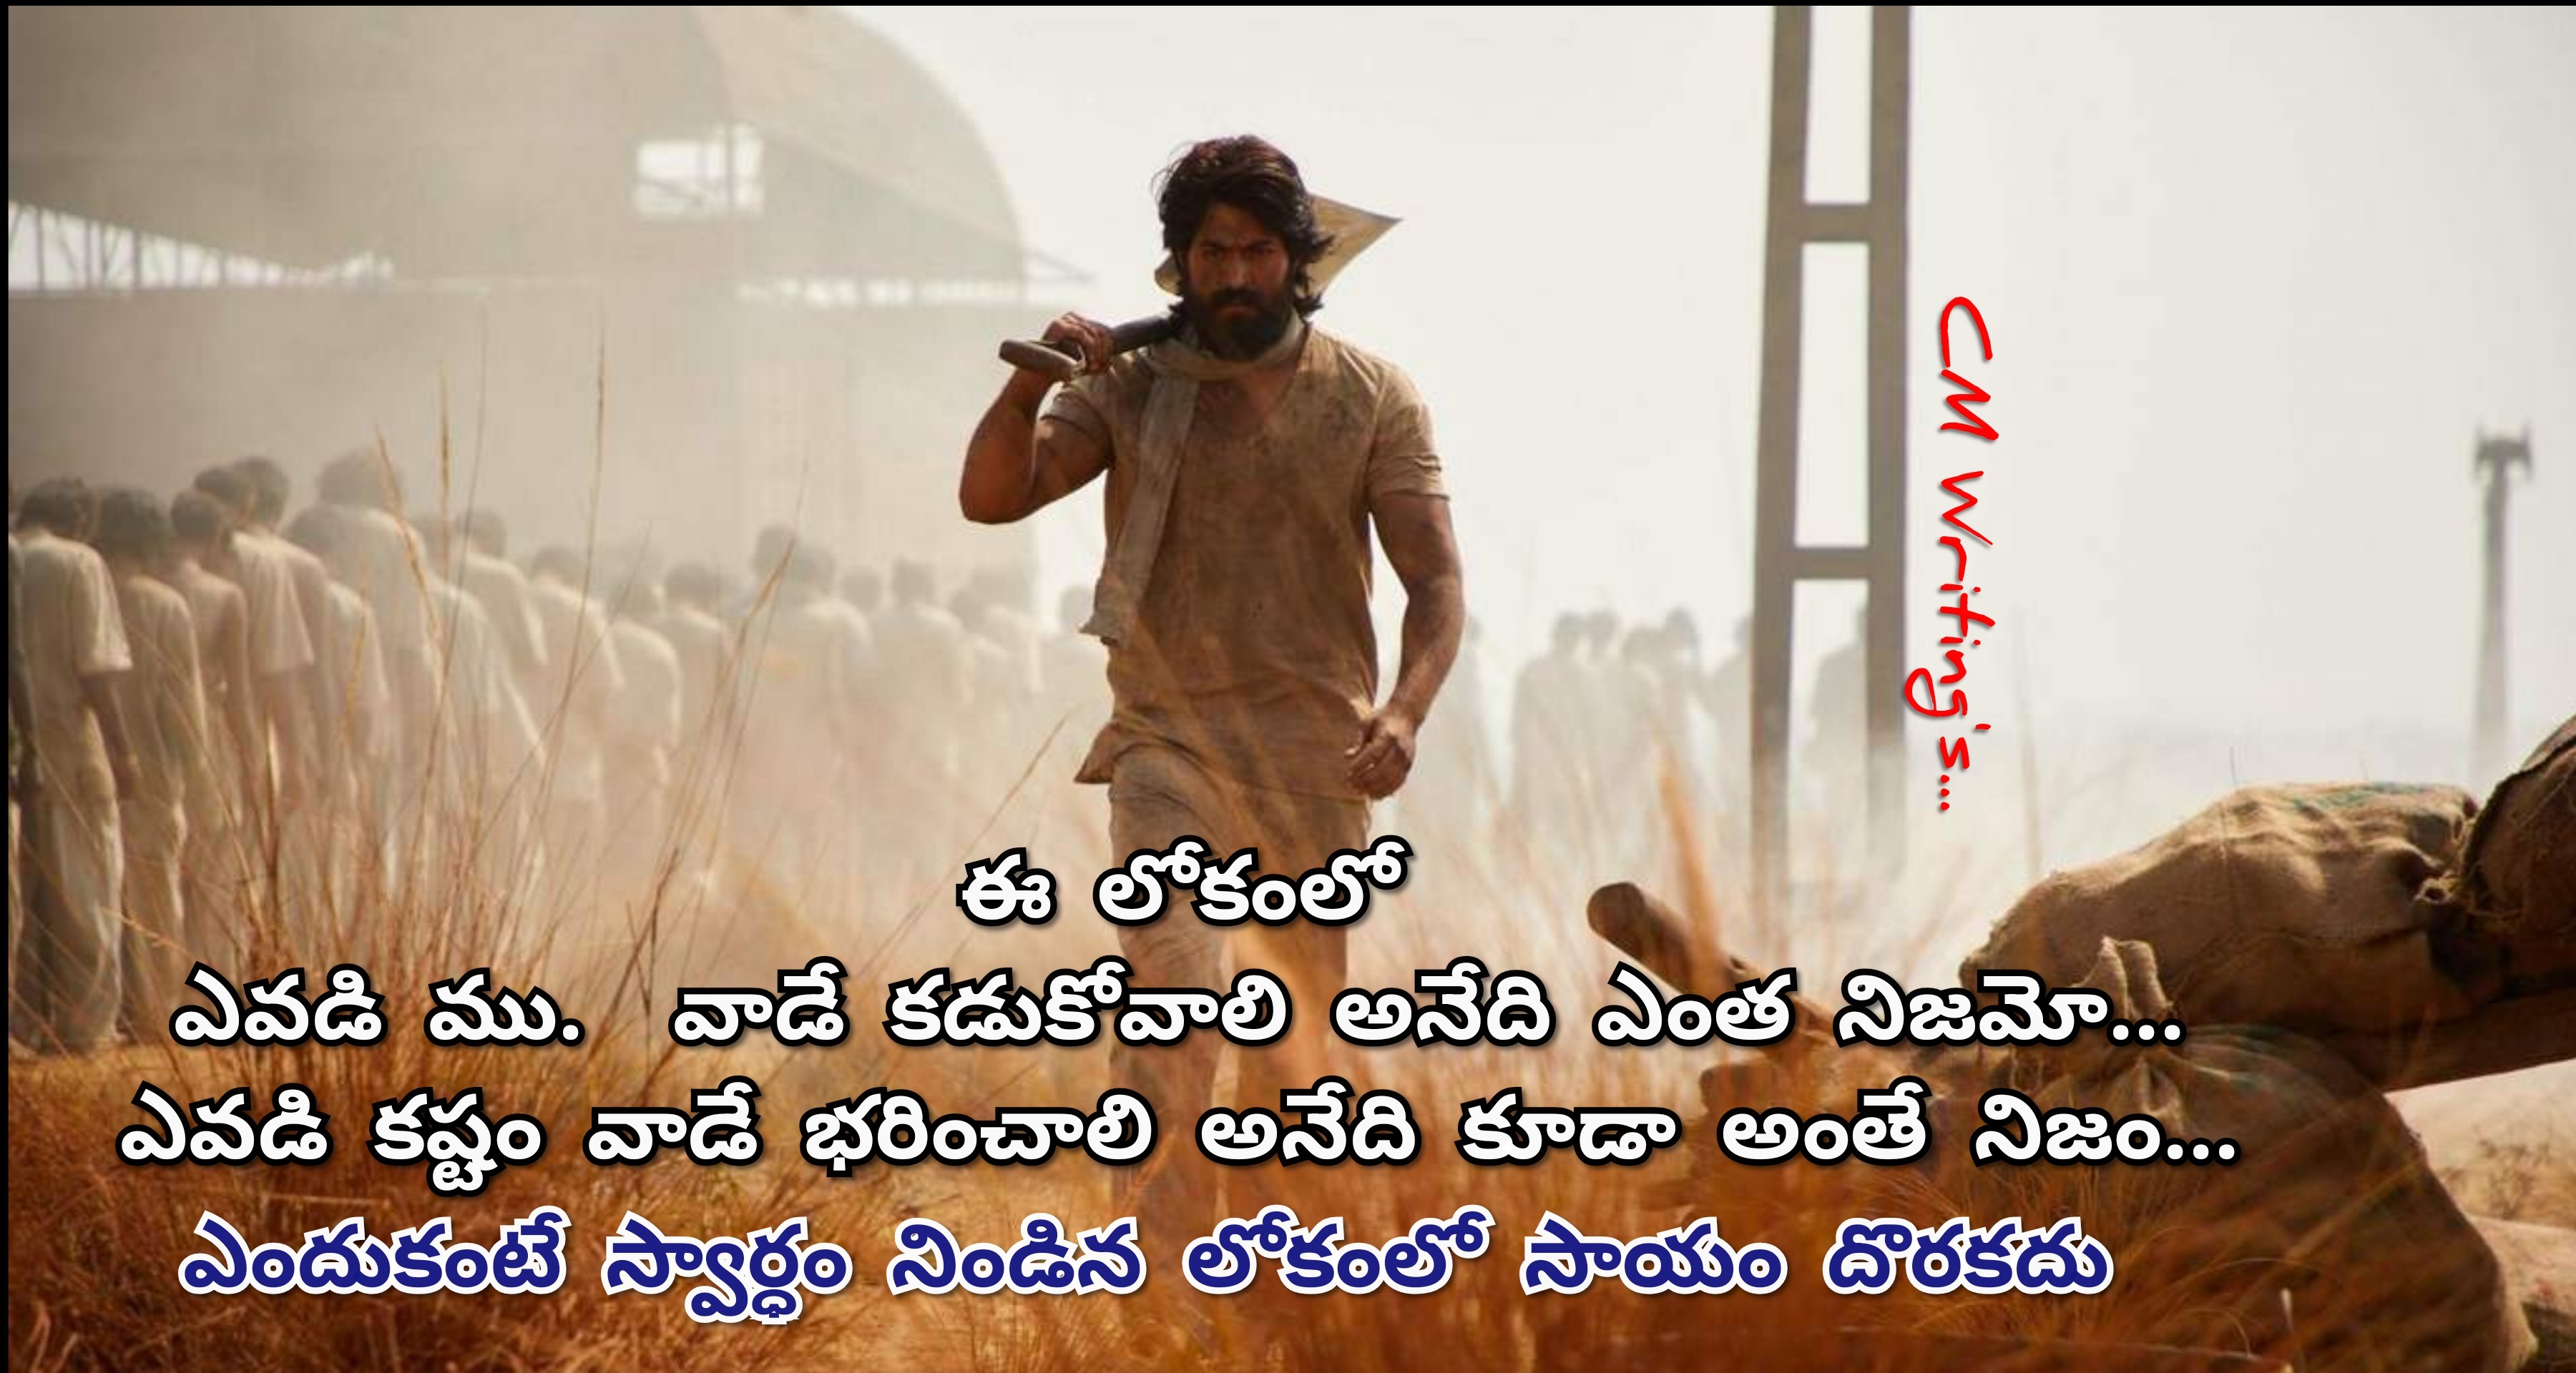 CM Writing's...
ఈ లోకంలో
ఎవడి ము. వాడే కడుకోవాలి అనేది ఎంత నిజమో...
ఎవడి కష్టం వాడే భరించాలి అనేది కూడా అంతే నిజం...
ఎందుకంటే స్వార్ధం నిండిన లోకంలో సాయం దొరకదు